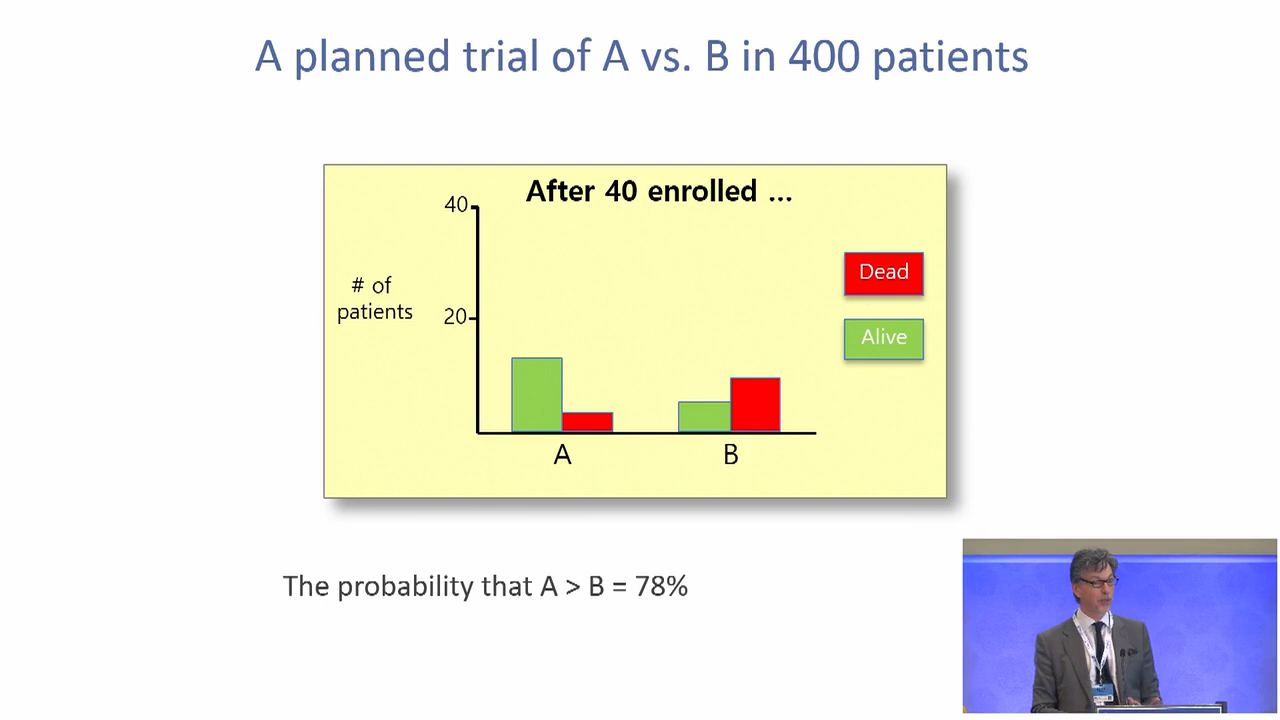 A planned trial of A vs. B in 400 patients
After 40 enrolled ...
40
# of
patients
20
Dead
Alive
A
B
The probability that A > B = 78%